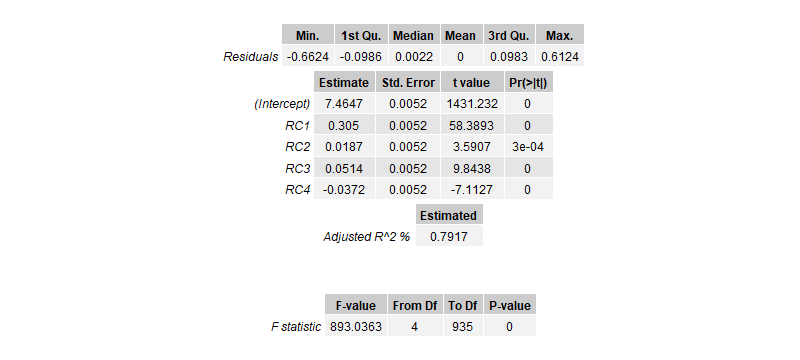 Min. 1st Qu. Median Mean 3rd Qu. Max.
Residuals -0.6624 -0.0986 0.0022 0 0.0983 0.6124
Estimate Std. Error t value Pr(>|t|)
(Intercept) 7.4647 0.0052 1431.232 0
RC1 0.305 0.0052 58.3893 0
RC2 0.0187 0.0052 3.5907 3e-04
RC3 0.0514 0.0052 9.8438 0
RC4 -0.0372 0.0052 -7.1127 0
Estimated
Adjusted R^2 % 0.7917
F-value From Df To Df P-value
F statistic 893.0363 4 935 0